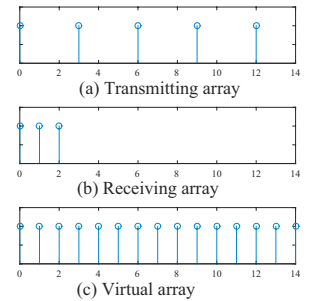 0 2 4 6 8 10 12 14
(a) Transmitting array
0 2 4 6 8 10 12 14
(b) Receiving array
0 2 4 6 8 10 12 14
(c) Virtual array